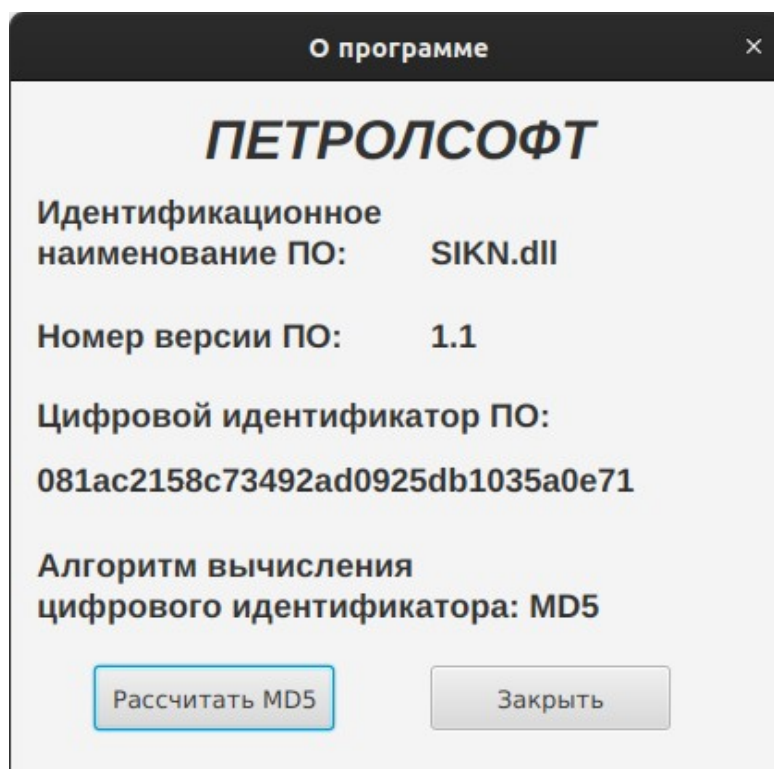 О программе
ПЕТРОЛСОФТ
Идентификационное
наименование ПО: SIKN.dll
Номер версии ПО: 1.1
Цифровой идентификатор ПО:
081ac2158c73492ad0925db1035a0e71
Алгоритм вычисления
цифрового идентификатора: MD5
Рассчитать MD5 Закрыть